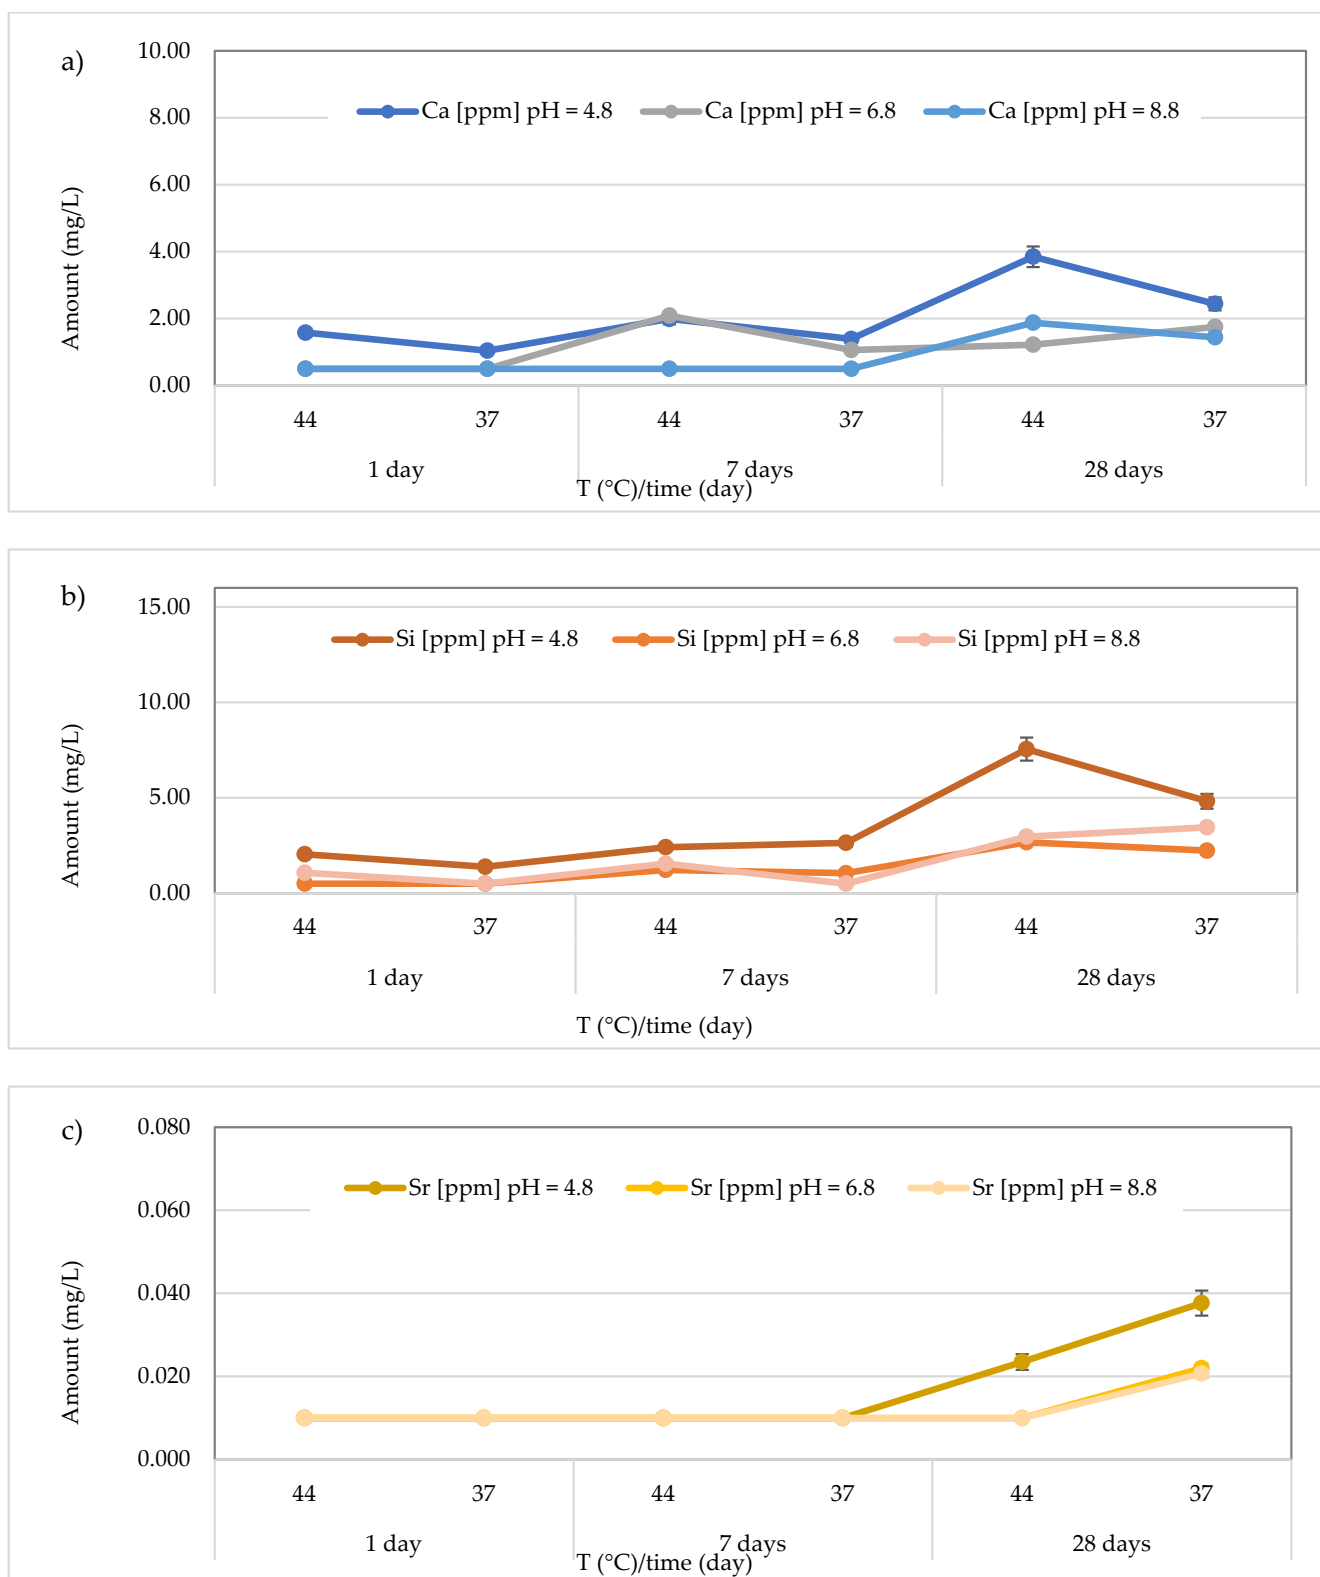 a)
10.00
8.00
6.00
4.00
2.00
0.00
Amount (mg/L)
Ca [ppm] pH = 4.8 Ca [ppm] pH = 6.8 Ca [ppm] pH = 8.8
44 37 44 37 44 37
1 day 7 days 28 days
T (°C)/time (day)
b)
15.00
10.00
5.00
0.00
Amount (mg/L)
Si [ppm] pH = 4.8 Si [ppm] pH = 6.8 Si [ppm] pH = 8.8
44 37 44 37 44 37
1 day 7 days 28 days
T (°C)/time (day)
c)
0.080
0.060
0.040
0.020
0.000
Amount (mg/L)
Sr [ppm] pH = 4.8 Sr [ppm] pH = 6.8 Sr [ppm] pH = 8.8
44 37 44 37 44 37
1 day 7 days 28 days
T (°C)/time (day)